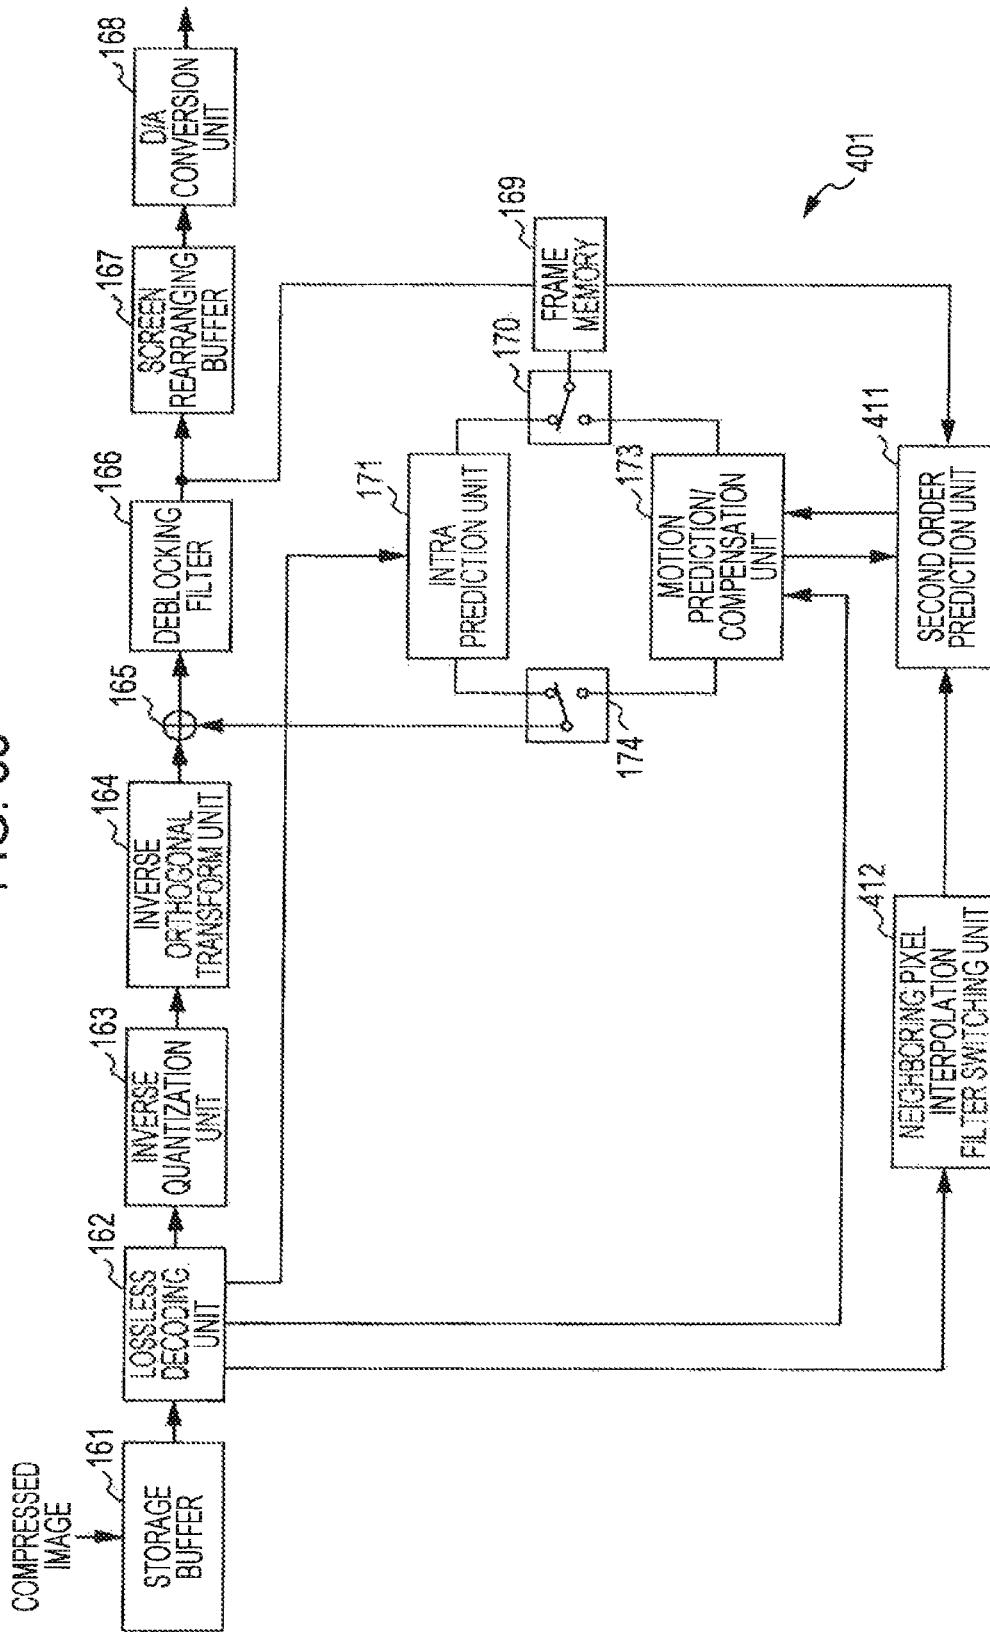 COMPRESSED
IMAGE
161
STORAGE
BUFFER
162
LOSSLESS
DECODING
UNIT
163
INVERSE
QUANTIZATION
UNIT
164
INVERSE
ORTHOGONAL
TRANSFORM UNIT
165
166
DEBLOCKING
FILTER
167
SCREEN
REARRANGING
BUFFER
168
D/A
CONVERSION
UNIT
171
INTRA
PREDICTION UNIT
170
169
FRAME
MEMORY
174
173
MOTION
PREDICTION/
COMPENSATION
UNIT
401
412
NEIGHBORING PIXEL
INTERPOLATION
FILTER SWITCHING UNIT
411
SECOND ORDER
PREDICTION UNIT